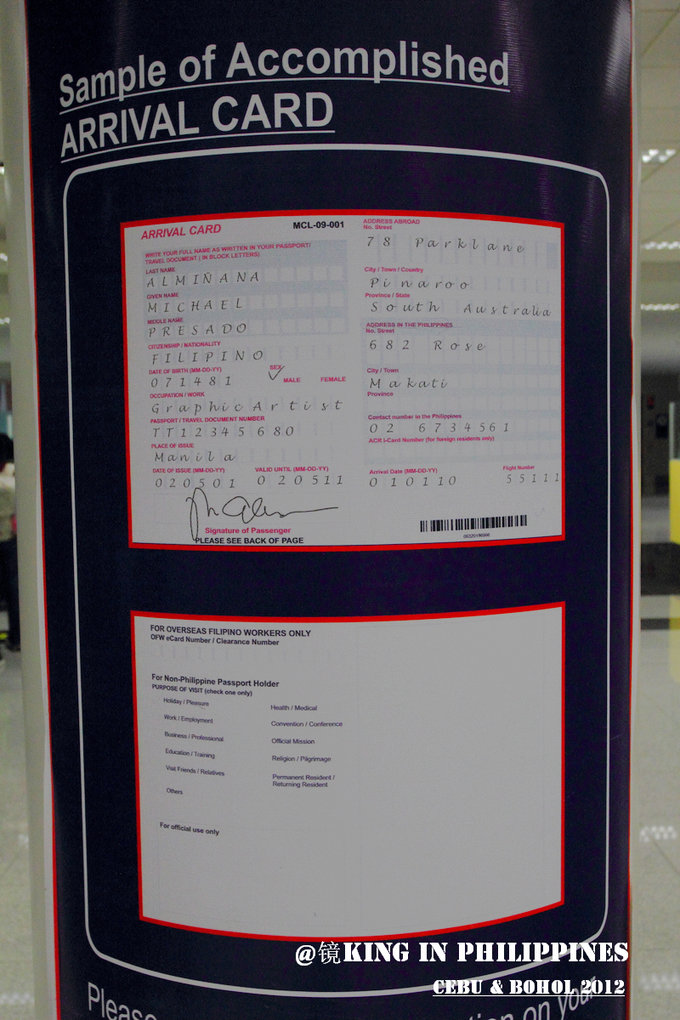 Sample of Accomplished
ARRIVAL CARD
ARRIVAL CARD
MCL-09-001
WRITE YOUR FULL NAME AS WRITTEN IN YOUR PASSPORT/
TRAVEL DOCUMENT ( IN BLOCK LETTERS)
LAST NAME
ALMIÑANA
GIVEN NAME
MICHAEL
MIDDLE NAME
PRESADO
CITIZENSHIP / NATIONALITY
FILIPINO
DATE OF BIRTH (MM-DD-YY)
071481
SEX
MALE FEMALE
OCCUPATION / WORK
Graphic Artist
PASSPORT / TRAVEL DOCUMENT NUMBER
TT12345680
PLACE OF ISSUE
Manila
DATE OF ISSUE (MM-DD-YY) VALID UNTIL (MM-DD-YY)
020501 020511
Signature of Passenger
PLEASE SEE BACK OF PAGE
ADDRESS ABROAD
No. Street
78 Parklane
City / Town / Country
Pinaroo
Province / State
South Australia
ADDRESS IN THE PHILIPPINES
No. Street
682 Rose
City / Town
Makati
Province
Contact number in the Philippines
02 6734561
ACR I-Card Number (for foreign residents only)
Arrival Date (MM-DD-YY) Flight Number
010110 55111
FOR OVERSEAS FILIPINO WORKERS ONLY
OFW eCard Number / Clearance Number
For Non-Philippine Passport Holder
PURPOSE OF VISIT (check one only)
Holiday / Pleasure
Work / Employment
Business / Professional
Education / Training
Visit Friends / Relatives
Others
Health / Medical
Convention / Conference
Official Mission
Religion / Pilgrimage
Permanent Resident /
Returning Resident
For official use only
@镜KING IN PHILIPPINES
CEBU & BOHOL 2012
on your